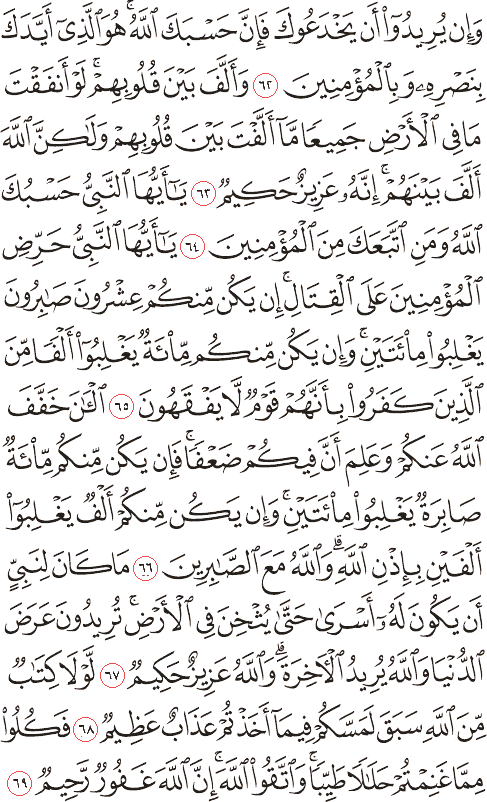 وَإِن يُرِيدُوٓا۟ أَن يَخْدَعُوكَ فَإِنَّ حَسْبَكَ ٱللَّهُ ۚ هُوَ ٱلَّذِىٓ أَيَّدَكَ
بِنَصْرِهِۦ وَبِٱلْمُؤْمِنِينَ ٦٢ وَأَلَّفَ بَيْنَ قُلُوبِهِمْ ۚ لَوْ أَنفَقْتَ
مَا فِى ٱلْأَرْضِ جَمِيعًا مَّآ أَلَّفْتَ بَيْنَ قُلُوبِهِمْ وَلَـٰكِنَّ ٱللَّهَ
أَلَّفَ بَيْنَهُمْ ۚ إِنَّهُۥ عَزِيزٌ حَكِيمٌ ٦٣ يَـٰٓأَيُّهَا ٱلنَّبِىُّ حَسْبُكَ
ٱللَّهُ وَمَنِ ٱتَّبَعَكَ مِنَ ٱلْمُؤْمِنِينَ ٦٤ يَـٰٓأَيُّهَا ٱلنَّبِىُّ حَرِّضِ
ٱلْمُؤْمِنِينَ عَلَى ٱلْقِتَالِ ۚ إِن يَكُن مِّنكُمْ عِشْرُونَ صَـٰبِرُونَ
يَغْلِبُوا۟ مِا۟ئَتَيْنِ ۚ وَإِن يَكُن مِّنكُم مِّا۟ئَةٌ يَغْلِبُوٓا۟ أَلْفًا مِّنَ
ٱلَّذِينَ كَفَرُوا۟ بِأَنَّهُمْ قَوْمٌ لَّا يَفْقَهُونَ ٦٥ ٱلْـَٔـٰنَ خَفَّفَ
ٱللَّهُ عَنكُمْ وَعَلِمَ أَنَّ فِيكُمْ ضَعْفًا ۚ فَإِن يَكُن مِّنكُم مِّا۟ئَةٌ
صَابِرَةٌ يَغْلِبُوا۟ مِا۟ئَتَيْنِ ۚ وَإِن يَكُن مِّنكُمْ أَلْفٌ يَغْلِبُوٓا۟
أَلْفَيْنِ بِإِذْنِ ٱللَّهِ ۗ وَٱللَّهُ مَعَ ٱلصَّـٰبِرِينَ ٦٦ مَا كَانَ لِنَبِىٍّ
أَن يَكُونَ لَهُۥٓ أَسْرَىٰ حَتَّىٰ يُثْخِنَ فِى ٱلْأَرْضِ ۚ تُرِيدُونَ عَرَضَ
ٱلدُّنْيَا وَٱللَّهُ يُرِيدُ ٱلْـَٔاخِرَةَ ۗ وَٱللَّهُ عَزِيزٌ حَكِيمٌ ٦٧ لَّوْلَا كِتَـٰبٌ
مِّنَ ٱللَّهِ سَبَقَ لَمَسَّكُمْ فِيمَآ أَخَذْتُمْ عَذَابٌ عَظِيمٌ ٦٨ فَكُلُوا۟
مِمَّا غَنِمْتُمْ حَلَـٰلًا طَيِّبًا ۚ وَٱتَّقُوا۟ ٱللَّهَ ۚ إِنَّ ٱللَّهَ غَفُورٌ رَّحِيمٌ ٦٩